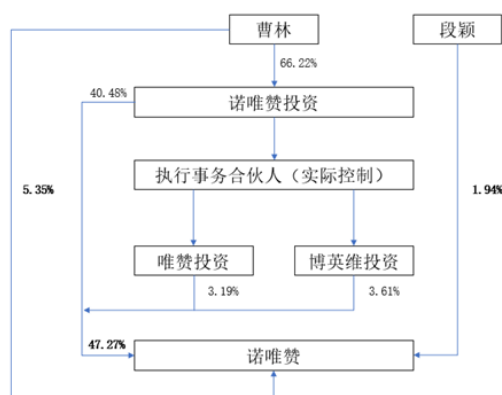 曹林
段颖
66.22%
40.48%
诺唯赞投资
执行事务合伙人（实际控制）
5.35%
1.94%
唯赞投资
博英维投资
3.19%
3.61%
47.27%
诺唯赞